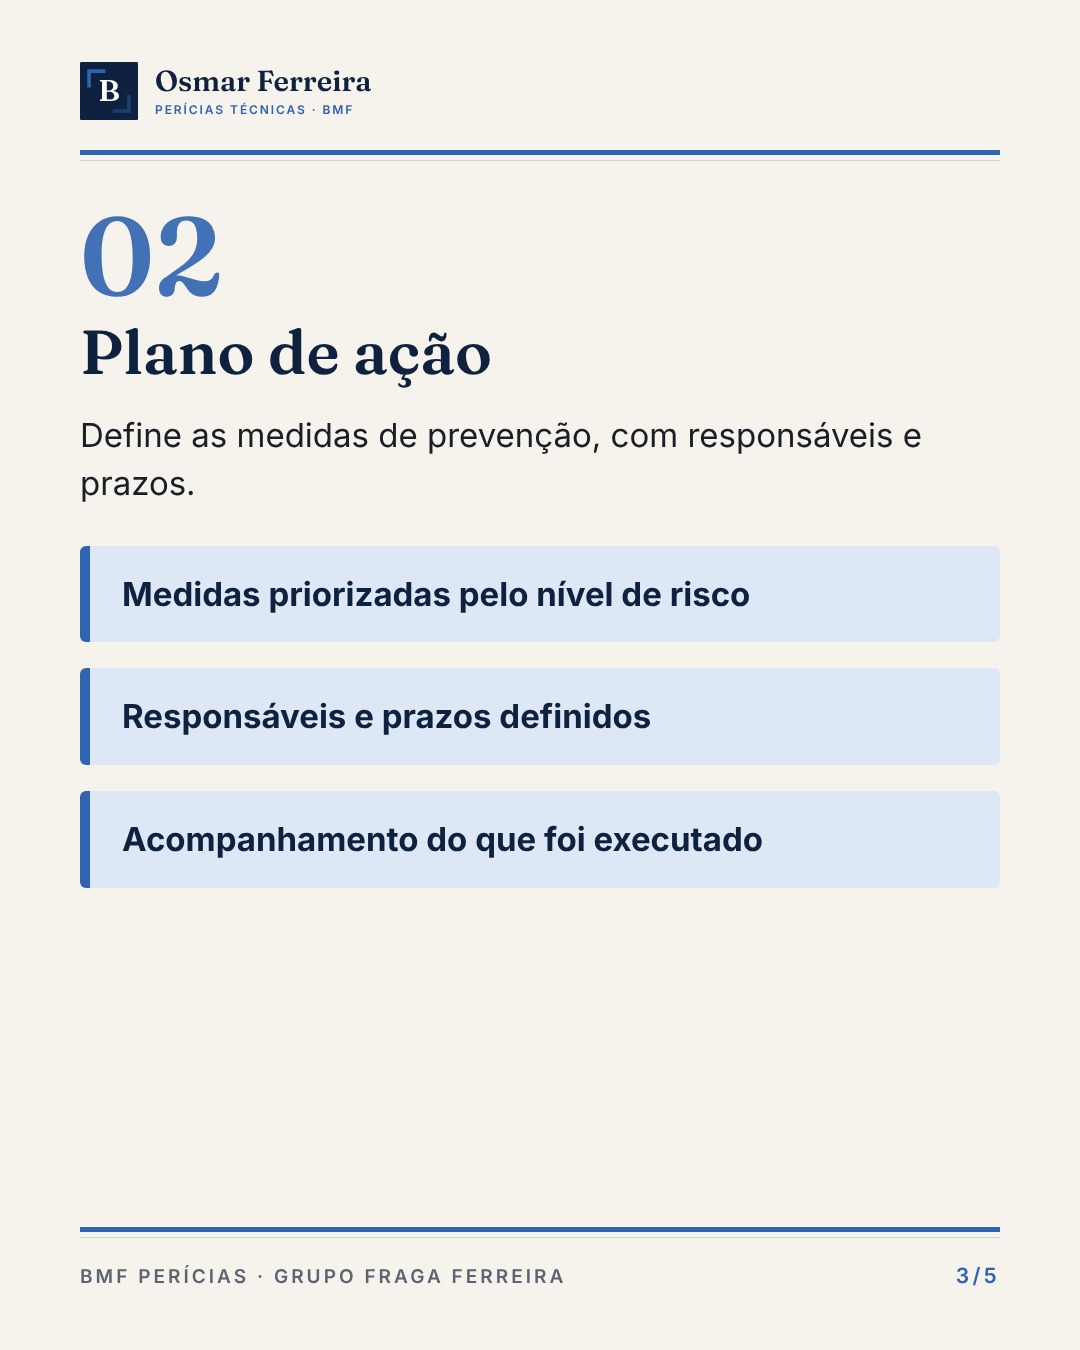 B
Osmar Ferreira
PERÍCIAS TÉCNICAS · BMF
02
Plano de ação
Define as medidas de prevenção, com responsáveis e
prazos.
Medidas priorizadas pelo nível de risco
Responsáveis e prazos definidos
Acompanhamento do que foi executado
BMF PERÍCIAS · GRUPO FRAGA FERREIRA
3/5